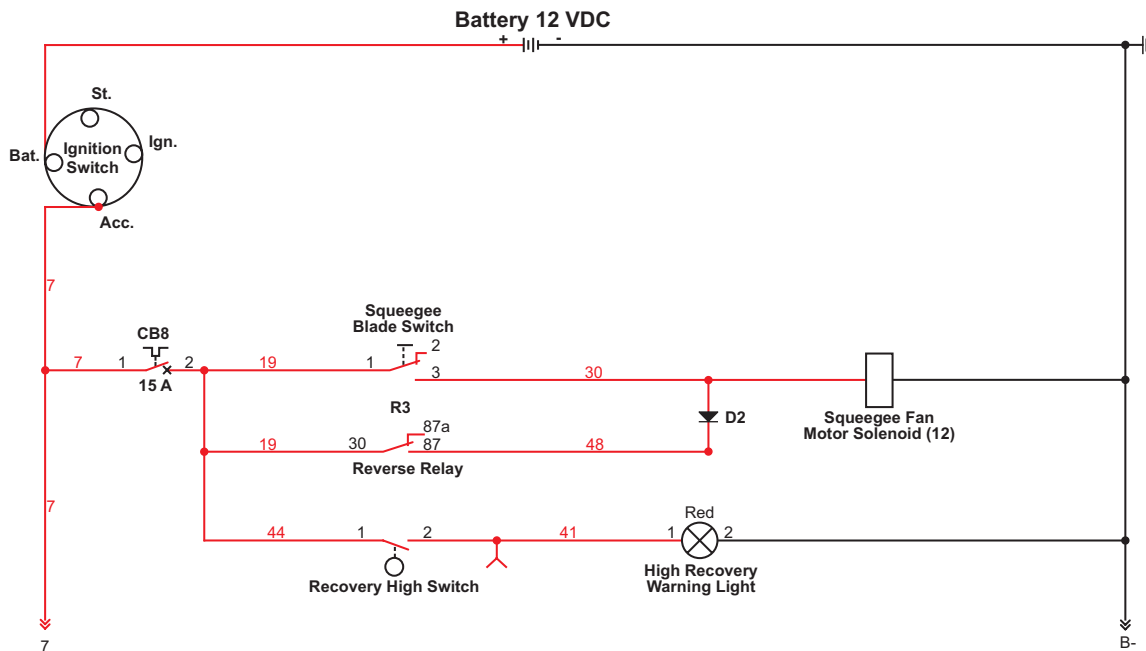 Battery 12 VDC
+ -
St.
Ign.
Bat.
Ignition
Switch
Acc.
7
Squeegee
Blade Switch
CB8
2
7 1 2 19 1
3 30
15 A
R3
87a
D2
Squeegee Fan
Motor Solenoid (12)
19 30 87 48
Reverse Relay
7
Red
44 1 2 41 1 2
Recovery High Switch
High Recovery
Warning Light
7
B-